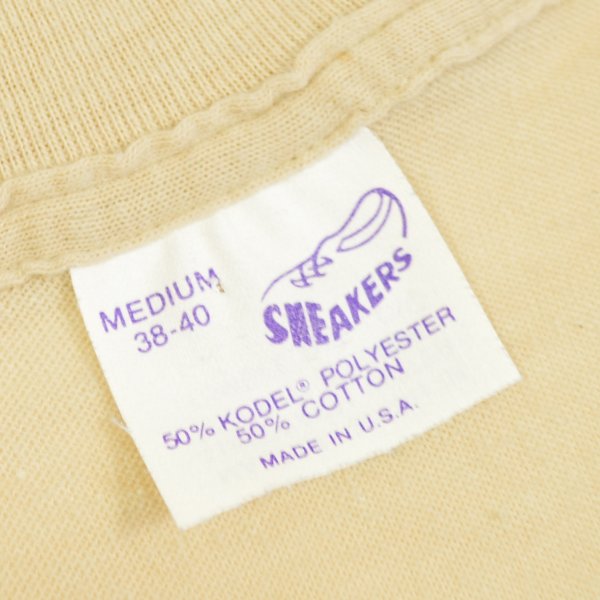 MEDIUM
38-40
SNEAKERS
50% KODEL® POLYESTER
50% COTTON
MADE IN U.S.A.